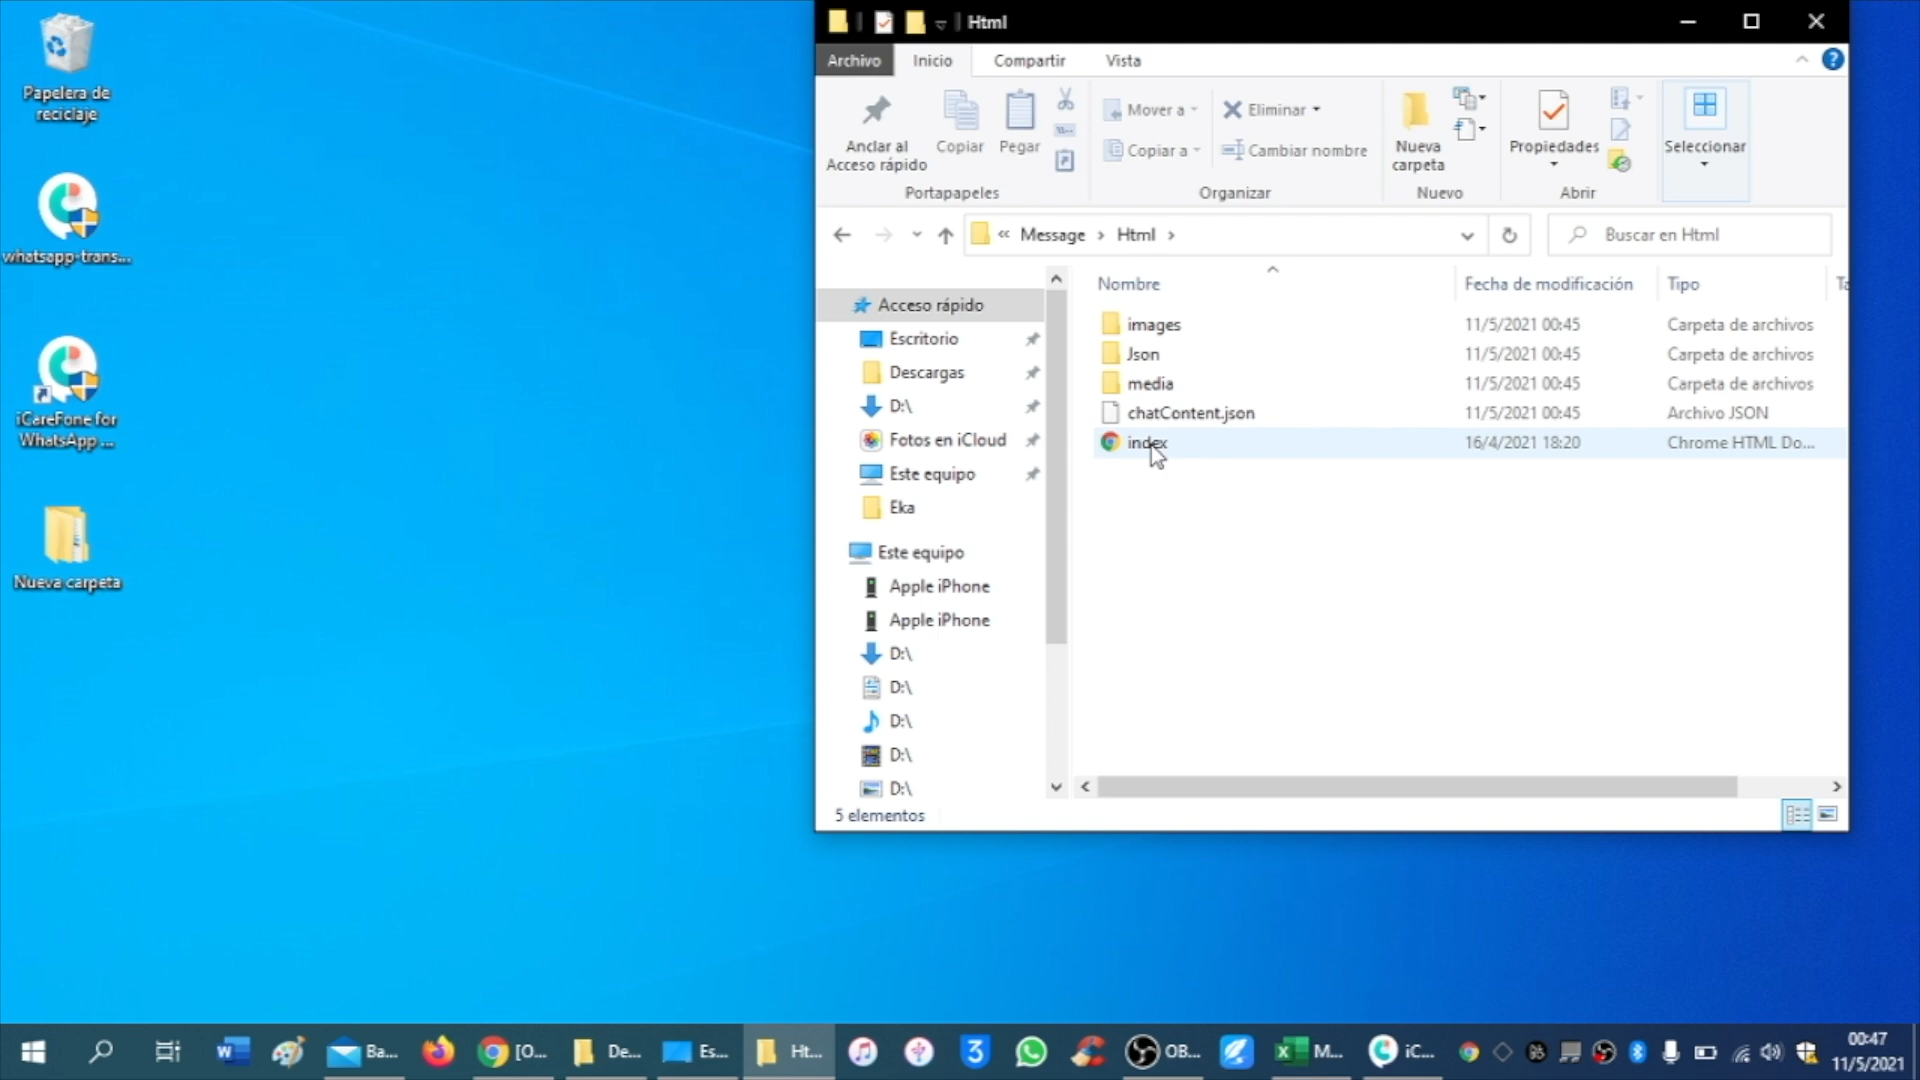 Papelera de
reciclaje
whatsapp-trans...
iCareFone for
WhatsApp ...
Nueva carpeta
Html
Archivo
Inicio
Compartir
Vista
Anclar al
Acceso rápido
Copiar
Pegar
Mover a
Copiar a
Eliminar
Cambiar nombre
Nueva
carpeta
Propiedades
Seleccionar
Portapapeles
Organizar
Nuevo
Abrir
« Message › Html ›
Buscar en Html
Nombre
Fecha de modificación
Tipo
Ta
images 11/5/2021 00:45 Carpeta de archivos
Json 11/5/2021 00:45 Carpeta de archivos
media 11/5/2021 00:45 Carpeta de archivos
chatContent.json 11/5/2021 00:45 Archivo JSON
index 16/4/2021 18:20 Chrome HTML Do...
Acceso rápido
Escritorio
Descargas
D:\
Fotos en iCloud
Este equipo
Eka
Este equipo
Apple iPhone
Apple iPhone
D:\
D:\
D:\
D:\
D:\
5 elementos
Ba...
[O...
De...
Es...
Ht...
OB...
M...
iC...
00:47
11/5/2021